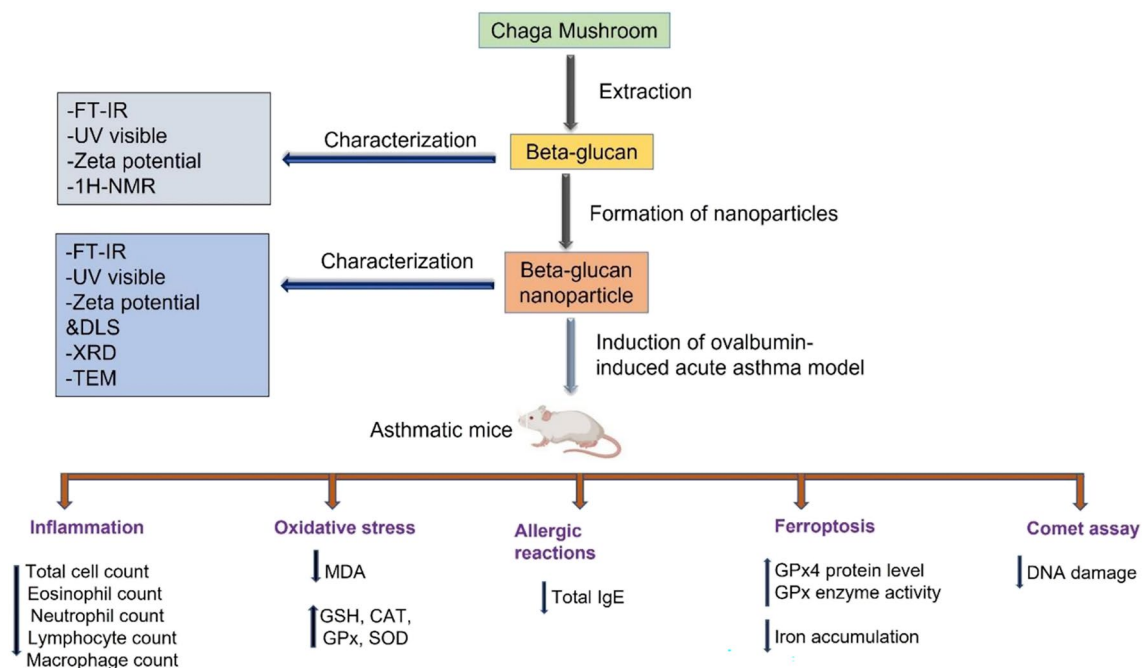 Chaga Mushroom
Extraction
-FT-IR
-UV visible
-Zeta potential
-1H-NMR
Characterization
Beta-glucan
Formation of nanoparticles
-FT-IR
-UV visible
-Zeta potential
&DLS
-XRD
-TEM
Characterization
Beta-glucan
nanoparticle
Induction of ovalbumin-
induced acute asthma model
Asthmatic mice
Inflammation
Total cell count
Eosinophil count
Neutrophil count
Lymphocyte count
Macrophage count
Oxidative stress
MDA
GSH, CAT,
GPx, SOD
Allergic
reactions
Total IgE
Ferroptosis
GPx4 protein level
GPx enzyme activity
Iron accumulation
Comet assay
DNA damage